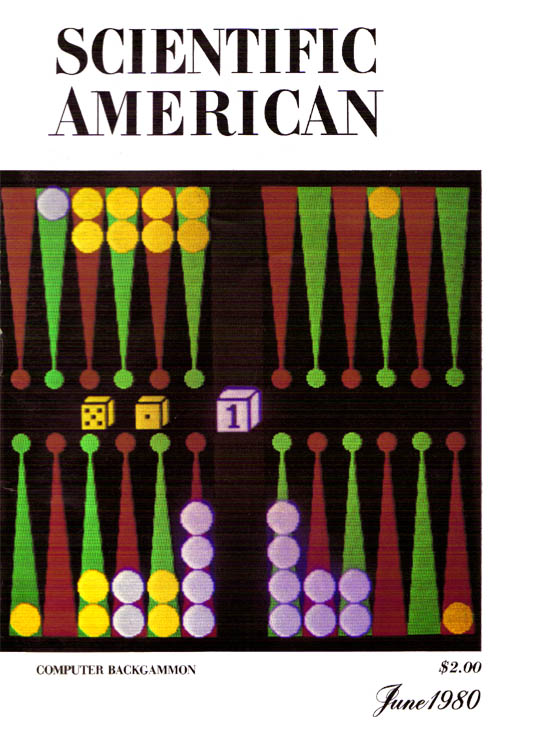 SCIENTIFIC
AMERICAN
1
COMPUTER BACKGAMMON
$2.00
June 1980